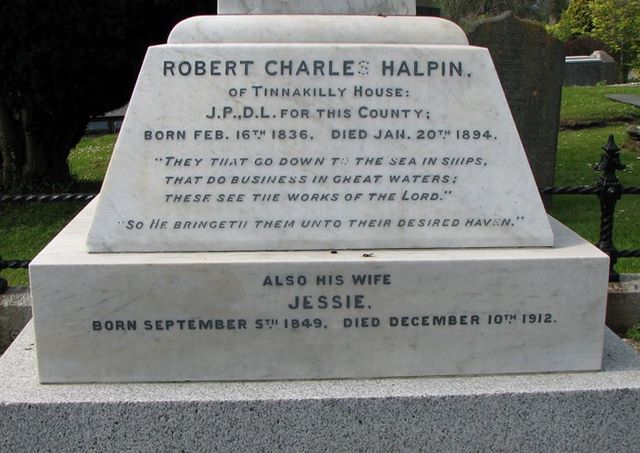 ROBERT CHARLES HALPIN.
OF TINNAKILLY HOUSE:
J.P., D.L. FOR THIS COUNTY;
BORN FEB. 16TH 1836. DIED JAN. 20TH 1894.
"THEY THAT GO DOWN TO THE SEA IN SHIPS,
THAT DO BUSINESS IN GREAT WATERS;
THESE SEE THE WORKS OF THE LORD."
"SO HE BRINGETH THEM UNTO THEIR DESIRED HAVEN."
ALSO HIS WIFE
JESSIE.
BORN SEPTEMBER 5TH 1849. DIED DECEMBER 10TH 1912.